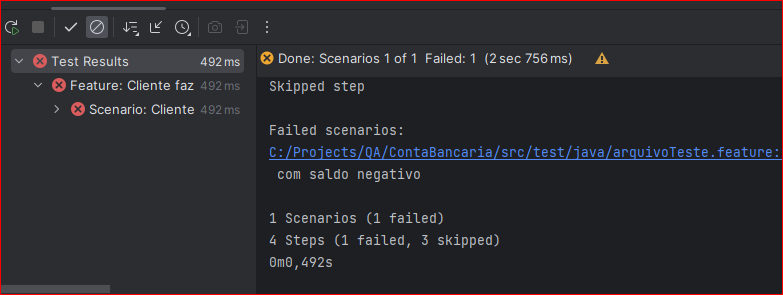 Done: Scenarios 1 of 1 Failed: 1 (2 sec 756 ms)
Test Results 492 ms
Feature: Cliente faz 492 ms
Scenario: Cliente 492 ms
Skipped step
Failed scenarios:
C:/Projects/QA/ContaBancaria/src/test/java/arquivoTeste.feature:
com saldo negativo
1 Scenarios (1 failed)
4 Steps (1 failed, 3 skipped)
0m0,492s